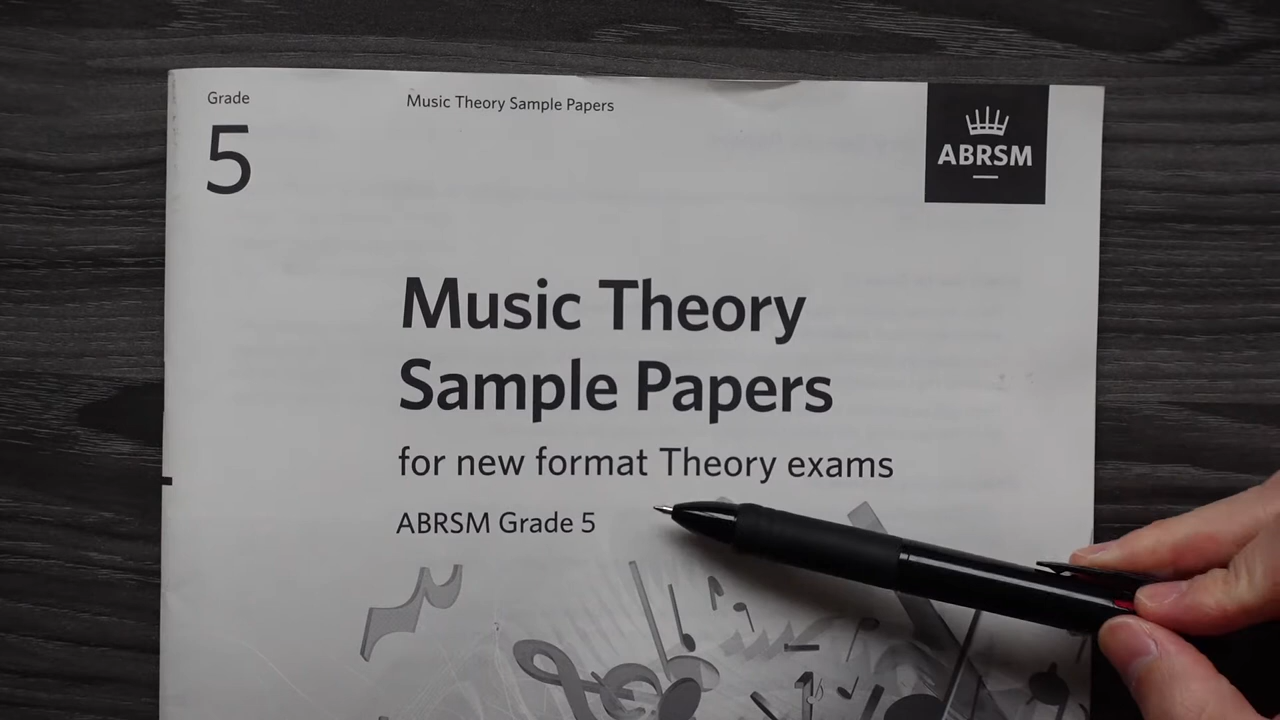 Grade
5
Music Theory Sample Papers
ABRSM
Music Theory
Sample Papers
for new format Theory exams
ABRSM Grade 5